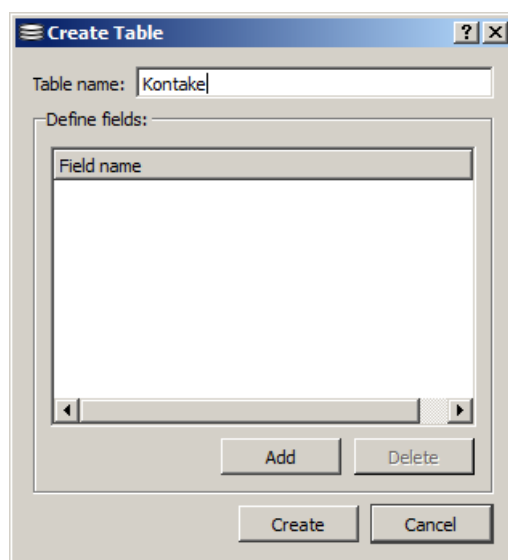 Create Table
Table name: Kontake
Define fields:
Field name
Add Delete
Create Cancel